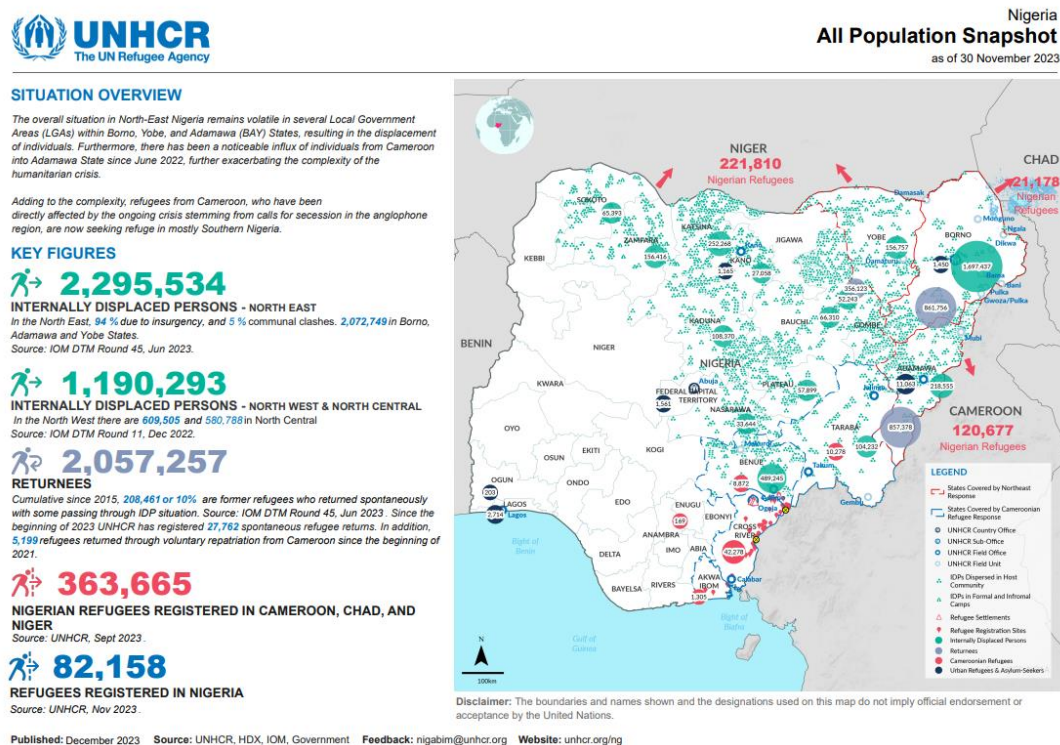 UNHCR
The UN Refugee Agency
Nigeria
All Population Snapshot
as of 30 November 2023
SITUATION OVERVIEW
The overall situation in North-East Nigeria remains volatile in several Local Government
Areas (LGAs) within Borno, Yobe, and Adamawa (BAY) States, resulting in the displacement
of individuals. Furthermore, there has been a noticeable influx of individuals from Cameroon
into Adamawa State since June 2022, further exacerbating the complexity of the
humanitarian crisis.
Adding to the complexity, refugees from Cameroon, who have been
directly affected by the ongoing crisis stemming from calls for secession in the anglophone
region, are now seeking refuge in mostly Southern Nigeria.
KEY FIGURES
2,295,534
INTERNALLY DISPLACED PERSONS - NORTH EAST
In the North East, 94 % due to insurgency, and 5 % communal clashes. 2,072,749 in Borno,
Adamawa and Yobe States.
Source: IOM DTM Round 45, Jun 2023.
1,190,293
INTERNALLY DISPLACED PERSONS - NORTH WEST & NORTH CENTRAL
In the North West there are 609,505 and 580,788 in North Central
Source: IOM DTM Round 11, Dec 2022.
2,057,257
RETURNEES
Cumulative since 2015, 208,461 or 10% are former refugees who returned spontaneously
with some passing through IDP situation. Source: IOM DTM Round 45, Jun 2023. Since the
beginning of 2023 UNHCR has registered 27,762 spontaneous refugee returns. In addition,
5,199 refugees returned through voluntary repatriation from Cameroon since the beginning of
2021.
363,665
NIGERIAN REFUGEES REGISTERED IN CAMEROON, CHAD, AND
NIGER
Source: UNHCR, Sept 2023.
82,158
REFUGEES REGISTERED IN NIGERIA
Source: UNHCR, Nov 2023.
NIGER
221,810
Nigerian Refugees
CHAD
21,178
Nigerian
Refugees
Damasak
Monguno
Ngala
Dikwa
SOKOTO
65,393
KATSINA
252,268
Kano
KANO
1,165
27,058
JIGAWA
YOBE
156,757
Damaturu
BORNO
1,450
1,697,437
Bama
Bani
Pulka
Gwoza/Pulka
ZAMFARA
156,416
KEBBI
356,123
52,243
861,756
BAUCHI
66,310
GOMBE
Mubi
KADUNA
108,370
BENIN
NIGER
NIGERIA
ADAMAWA
11,063
218,555
Abuja
FEDERAL CAPITAL
TERRITORY
1,561
PLATEAU
57,899
Jalingo
KWARA
NASARAWA
33,644
CAMEROON
120,677
Nigerian Refugees
857,378
TARABA
104,232
10,278
OYO
KOGI
Makurdi
EKITI
OSUN
BENUE
489,245
8,872
Takum
Gembu
OGUN
203
ONDO
LAGOS
2,714
Lagos
EDO
ENUGU
169
EBONYI
Ogoja
CROSS
RIVER
42,278
ANAMBRA
IMO
ABIA
DELTA
BAYELSA
RIVERS
AKWA
IBOM
1,305
Calabar
Bight of
Benin
Gulf of
Guinea
Bight of
Biafra
N
100km
LEGEND
States Covered by Northeast
Response
States Covered by Cameroonian
Refugee Response
UNHCR Country Office
UNHCR Sub-Office
UNHCR Field Office
UNHCR Field Unit
IDPs Dispersed in Host
Community
IDPs in Formal and Infromal
Camps
Refugee Settlements
Refugee Registration Sites
Internally Displaced Persons
Returnees
Cameroonian Refugees
Urban Refugees & Asylum-Seekers
Disclaimer: The boundaries and names shown and the designations used on this map do not imply official endorsement or
acceptance by the United Nations.
Published: December 2023 Source: UNHCR, HDX, IOM, Government Feedback: nigabim@unhcr.org Website: unhcr.org/ng